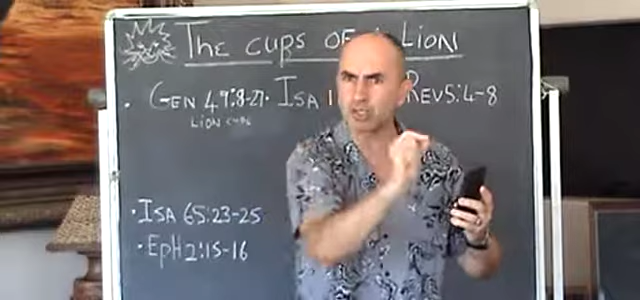 The cups of Lion
• Gen 49:8-27 • Isa Rev 5:4-8
Lion cubs
• Isa 65:23-25
• Eph 2:15-16